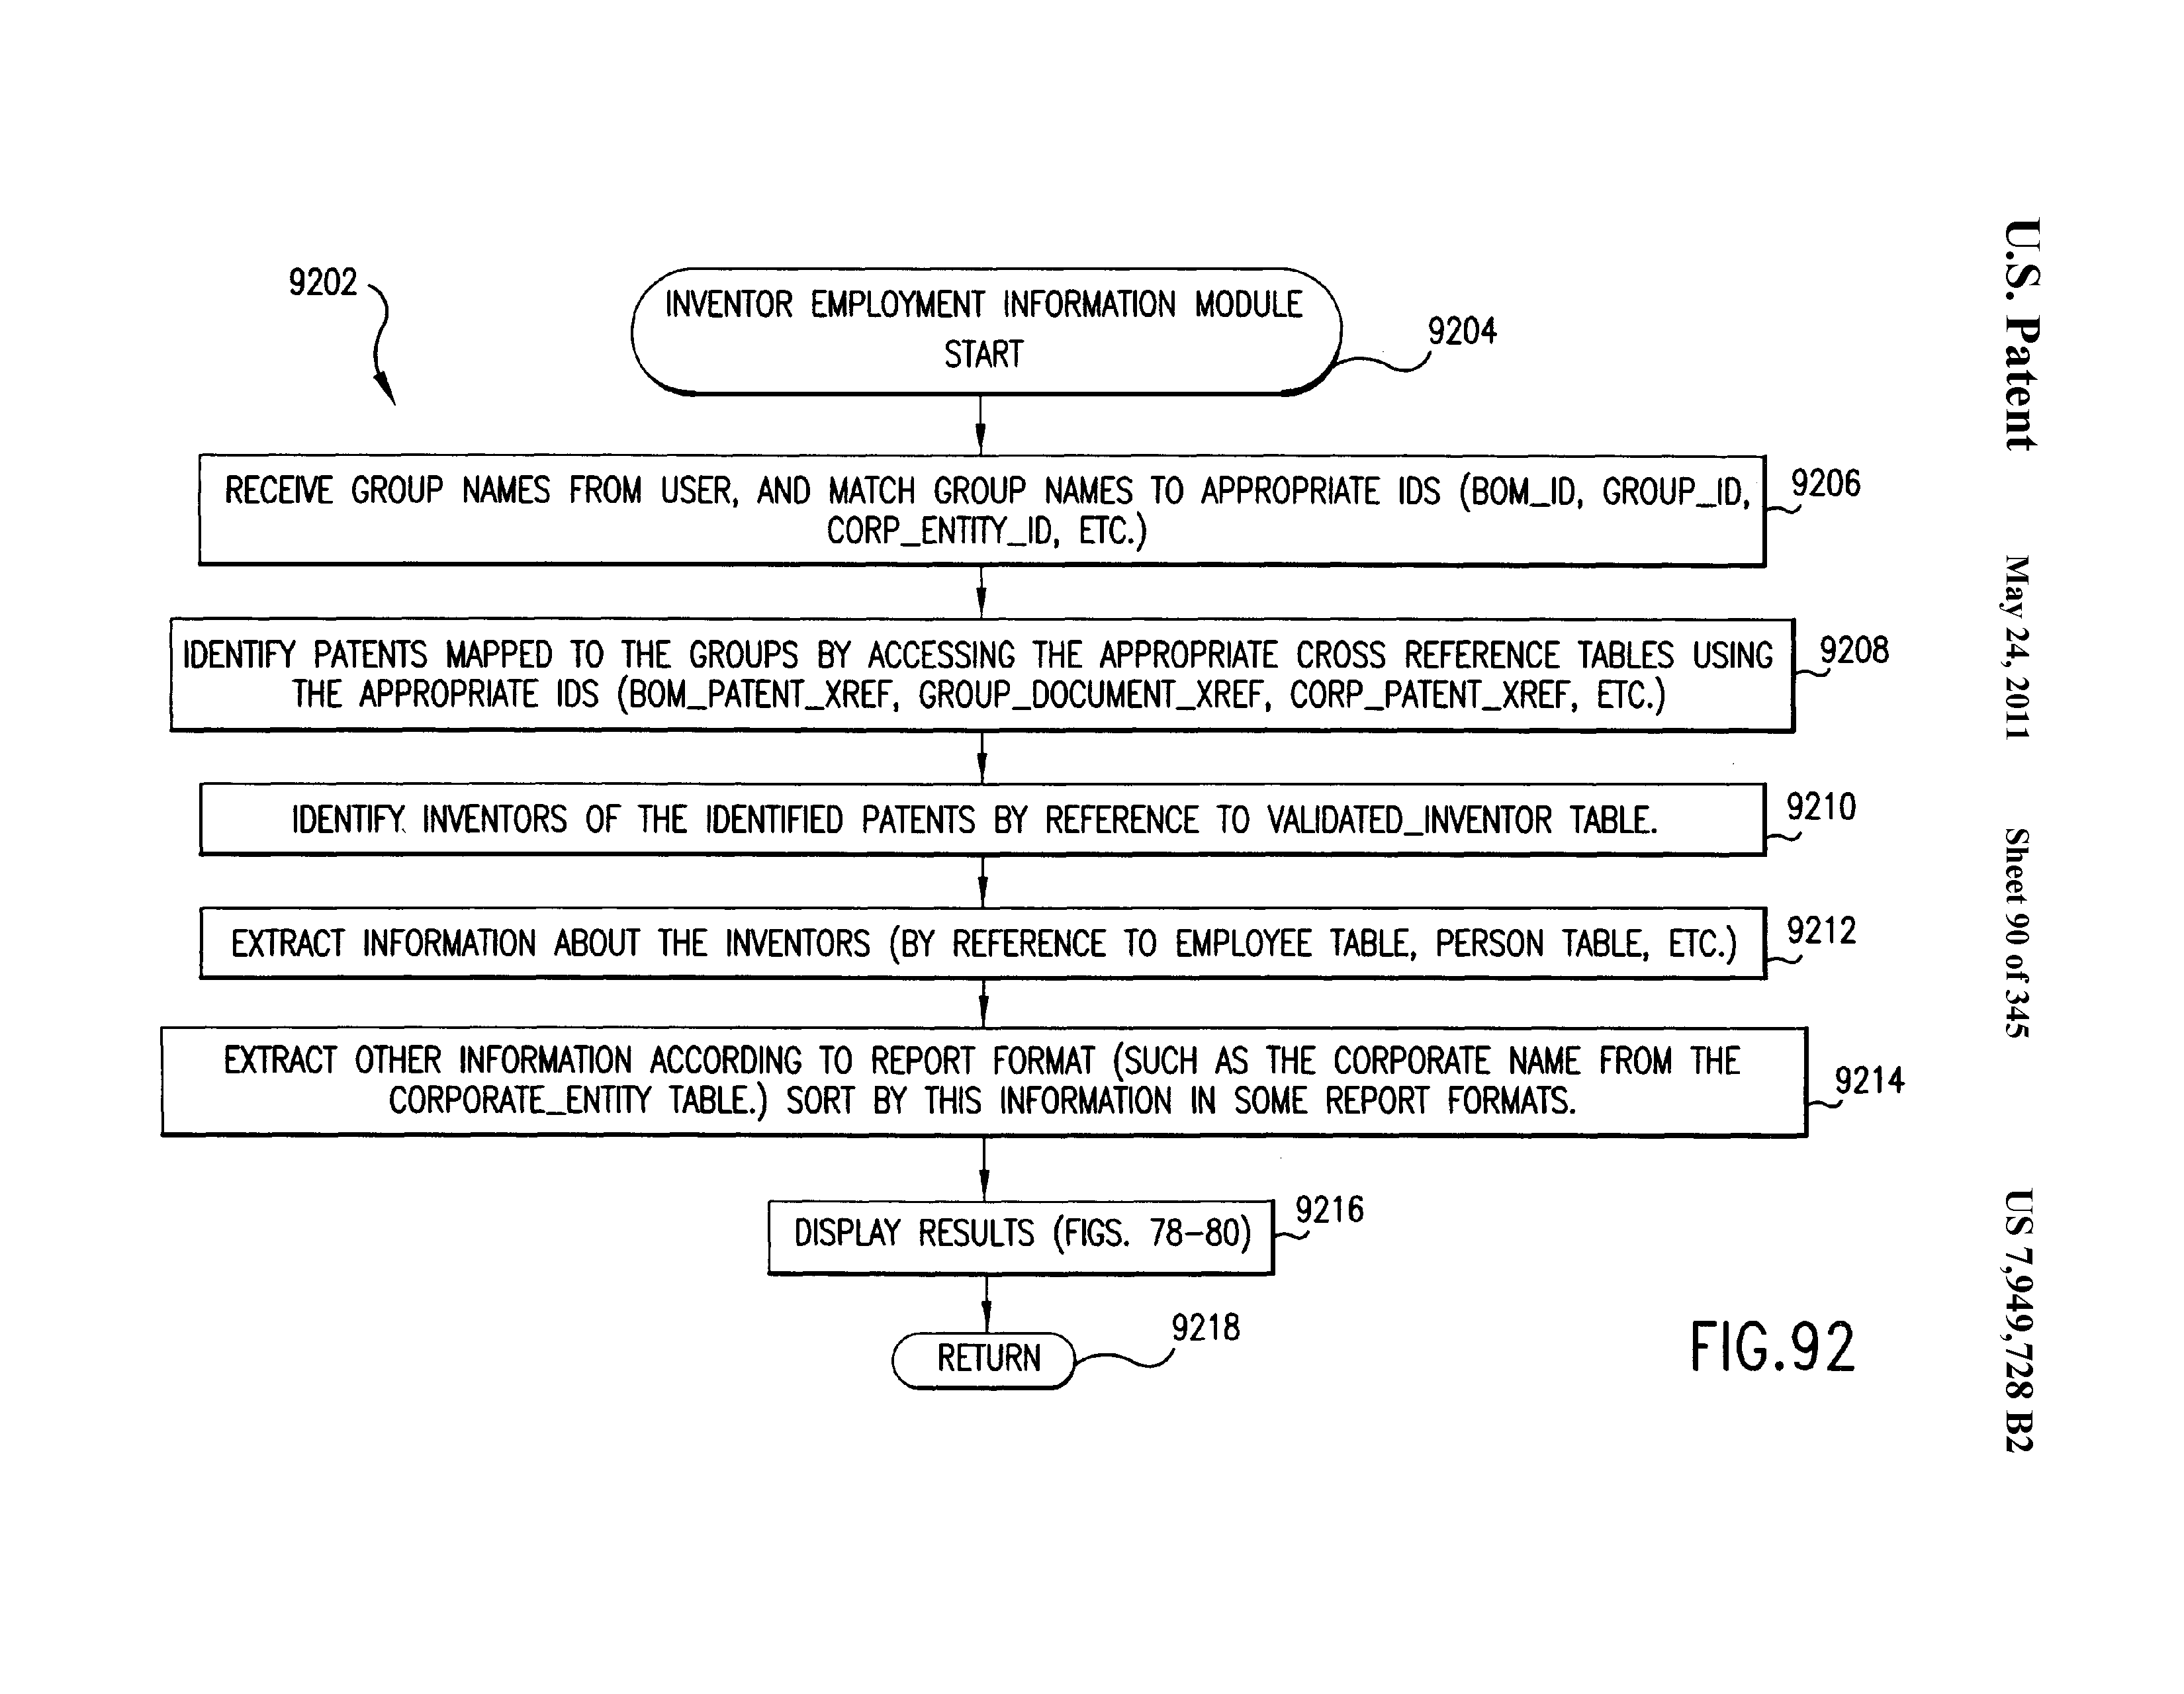 U.S. Patent May 24, 2011 Sheet 90 of 345 US 7,949,728 B2
9202
INVENTOR EMPLOYMENT INFORMATION MODULE
START
9204
RECEIVE GROUP NAMES FROM USER, AND MATCH GROUP NAMES TO APPROPRIATE IDS (BOM_ID, GROUP_ID,
CORP_ENTITY_ID, ETC.)
9206
IDENTIFY PATENTS MAPPED TO THE GROUPS BY ACCESSING THE APPROPRIATE CROSS REFERENCE TABLES USING
THE APPROPRIATE IDS (BOM_PATENT_XREF, GROUP_DOCUMENT_XREF, CORP_PATENT_XREF, ETC.)
9208
IDENTIFY INVENTORS OF THE IDENTIFIED PATENTS BY REFERENCE TO VALIDATED_INVENTOR TABLE.
9210
EXTRACT INFORMATION ABOUT THE INVENTORS (BY REFERENCE TO EMPLOYEE TABLE, PERSON TABLE, ETC.)
9212
EXTRACT OTHER INFORMATION ACCORDING TO REPORT FORMAT (SUCH AS THE CORPORATE NAME FROM THE
CORPORATE_ENTITY TABLE.) SORT BY THIS INFORMATION IN SOME REPORT FORMATS.
9214
DISPLAY RESULTS (FIGS. 78-80)
9216
RETURN
9218
FIG.92